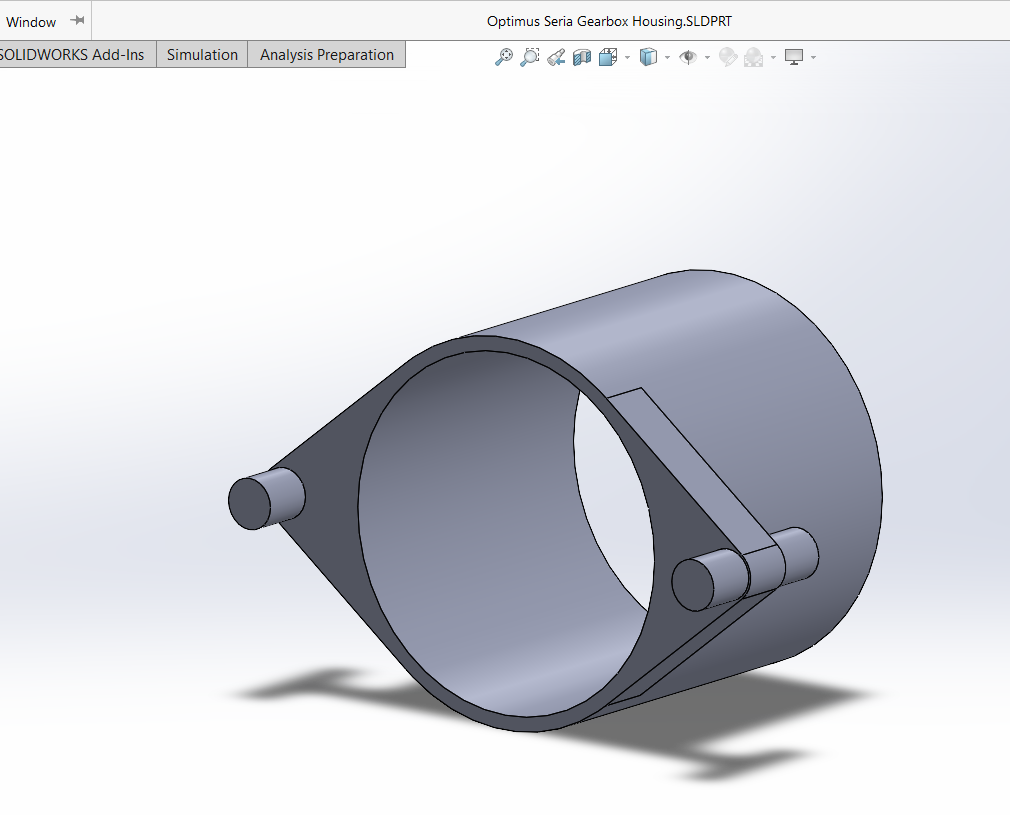 Window
Optimus Seria Gearbox Housing.SLDPRT
SOLIDWORKS Add-Ins
Simulation
Analysis Preparation